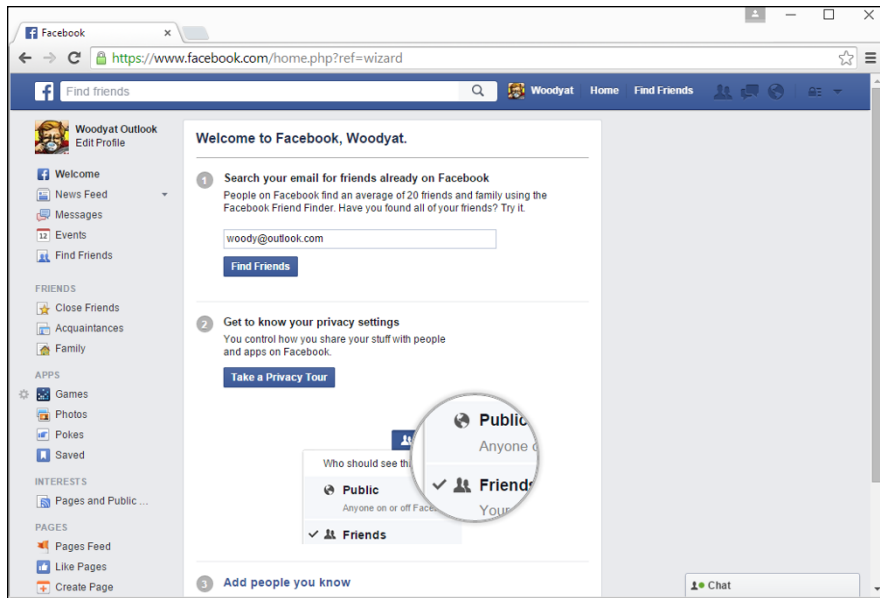 Facebook
https://www.facebook.com/home.php?ref=wizard
Find friends
Woodyat Home Find Friends
Woodyat Outlook
Edit Profile
Welcome
News Feed
Messages
12 Events
Find Friends
FRIENDS
Close Friends
Acquaintances
Family
APPS
Games
Photos
Pokes
Saved
INTERESTS
Pages and Public ...
PAGES
Pages Feed
Like Pages
Create Page
Welcome to Facebook, Woodyat.
1 Search your email for friends already on Facebook
People on Facebook find an average of 20 friends and family using the
Facebook Friend Finder. Have you found all of your friends? Try it.
woody@outlook.com
Find Friends
2 Get to know your privacy settings
You control how you share your stuff with people
and apps on Facebook.
Take a Privacy Tour
Who should see thi
Public
Anyone on or off Face
Friends
Public
Anyone o
Friends
Your
3 Add people you know
Chat